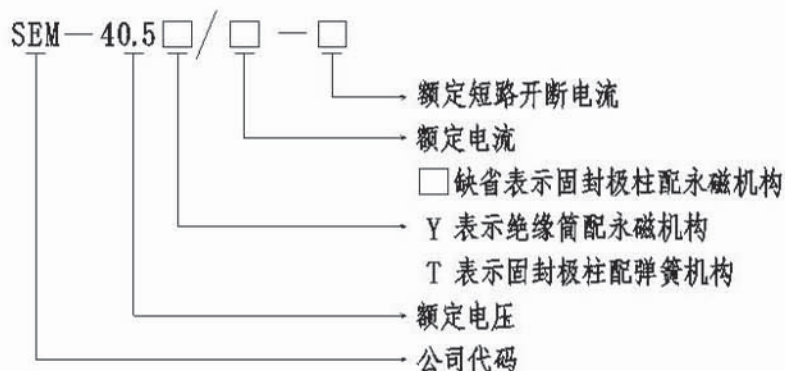 SEM—40.5□/□—□
额定短路开断电流
额定电流
□缺省表示固封极柱配永磁机构
Y 表示绝缘筒配永磁机构
T 表示固封极柱配弹簧机构
额定电压
公司代码